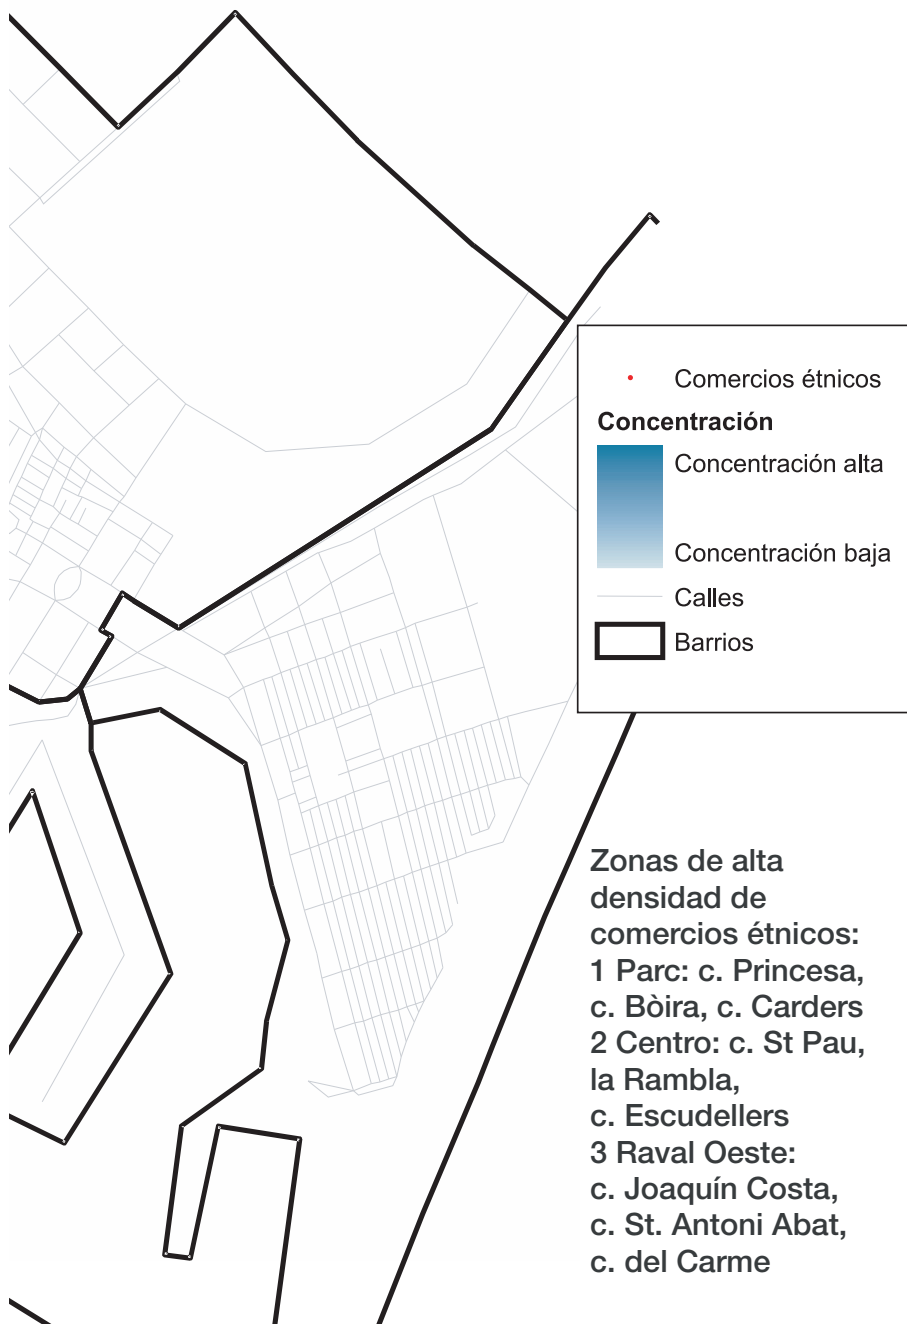 Comercios étnicos
Concentración
Concentración alta
Concentración baja
Calles
Barrios
Zonas de alta
densidad de
comercios étnicos:
1 Parc: c. Princesa,
c. Bòira, c. Carders
2 Centro: c. St Pau,
la Rambla,
c. Escudellers
3 Raval Oeste:
c. Joaquín Costa,
c. St. Antoni Abat,
c. del Carme